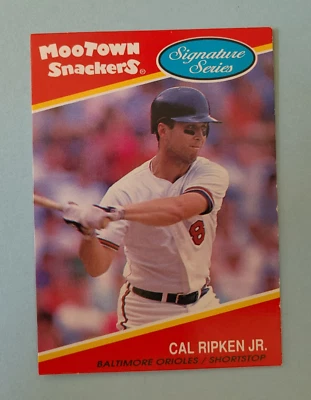 MooTown
Snackers®
Signature
Series
8
CAL RIPKEN JR.
BALTIMORE ORIOLES / SHORTSTOP